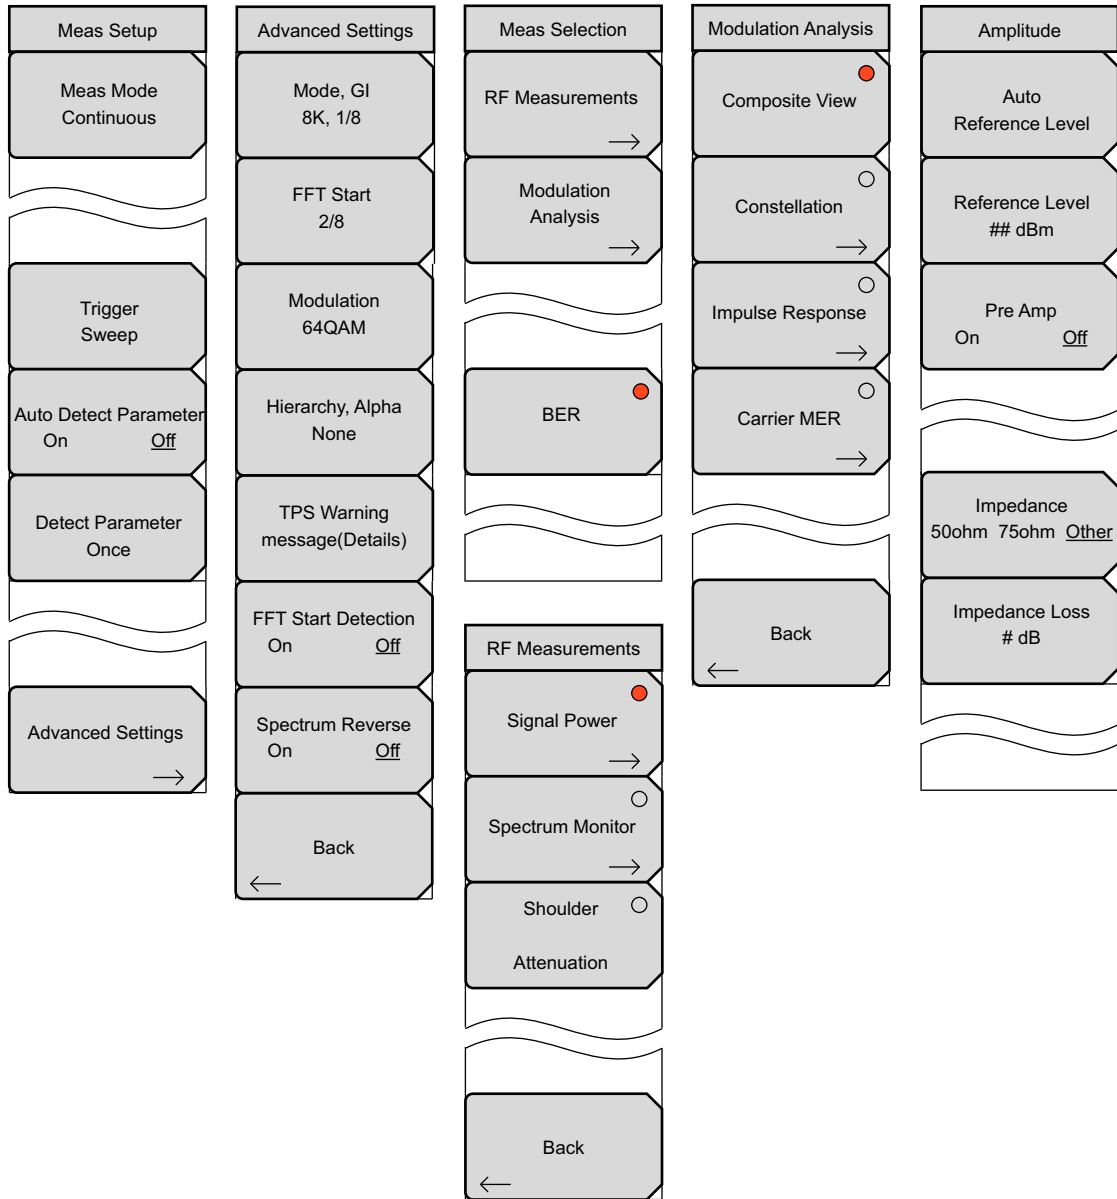 Meas Setup
Meas Mode
Continuous
Trigger
Sweep
Auto Detect Parameter
On Off
Detect Parameter
Once
Advanced Settings
Advanced Settings
Mode, GI
8K, 1/8
FFT Start
2/8
Modulation
64QAM
Hierarchy, Alpha
None
TPS Warning
message(Details)
FFT Start Detection
On Off
Spectrum Reverse
On Off
Back
Meas Selection
RF Measurements
Modulation
Analysis
BER
RF Measurements
Signal Power
Spectrum Monitor
Shoulder
Attenuation
Back
Modulation Analysis
Composite View
Constellation
Impulse Response
Carrier MER
Back
Amplitude
Auto
Reference Level
Reference Level
## dBm
Pre Amp
On Off
Impedance
50ohm 75ohm Other
Impedance Loss
# dB